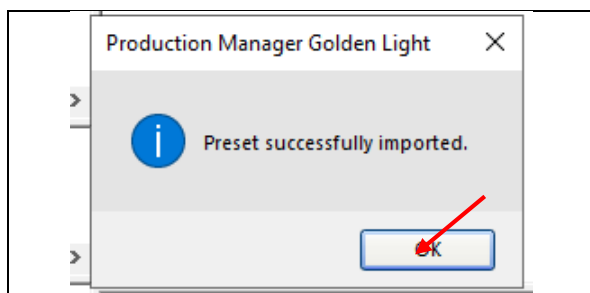 Production Manager Golden Light
Preset successfully imported.
OK